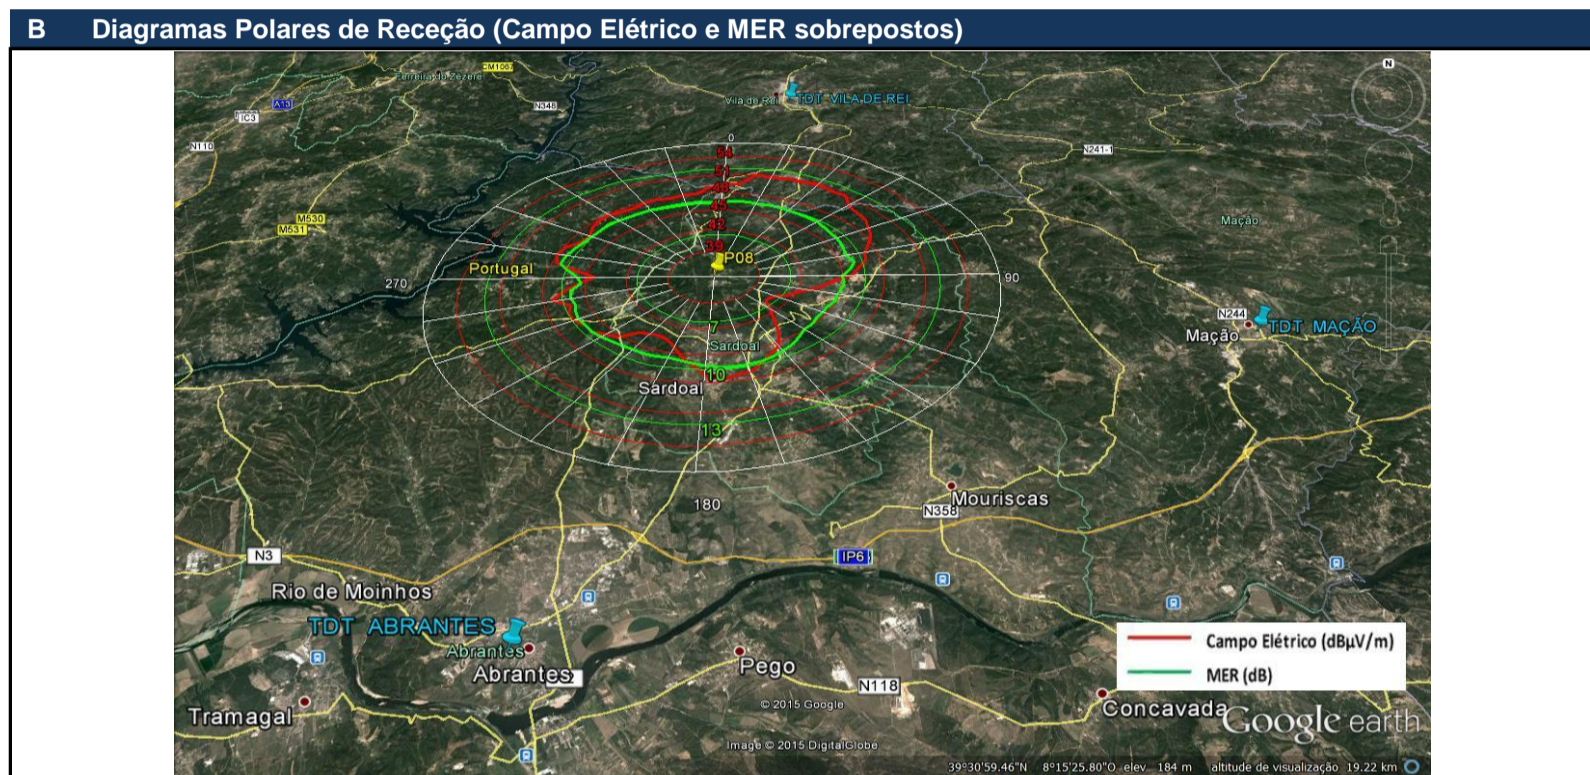 B Diagramas Polares de Receção (Campo Elétrico e MER sobrepostos)
N
CM1067
Ferreira do Zêzere
A13
IC3
N348
Vila de Rei
TDT VILA DE REI
N110
N241-1
0
54
51
48
45
42
39
M530
M531
Mação
P08
Portugal
270
90
N244
TDT MAÇÃO
Mação
7
Sardoal
10
Sardoal
13
180
Mouriscas
N358
N3
IP6
Rio de Moinhos
TDT ABRANTES
Abrantes
Abrantes
Pego
N118
Tramagal
Concavada
Campo Elétrico (dBµV/m)
MER (dB)
© 2015 Google
Google earth
Image © 2015 DigitalGlobe
39°30'59.46"N 8°15'25.80"O elev 184 m altitude de visualização 19.22 km